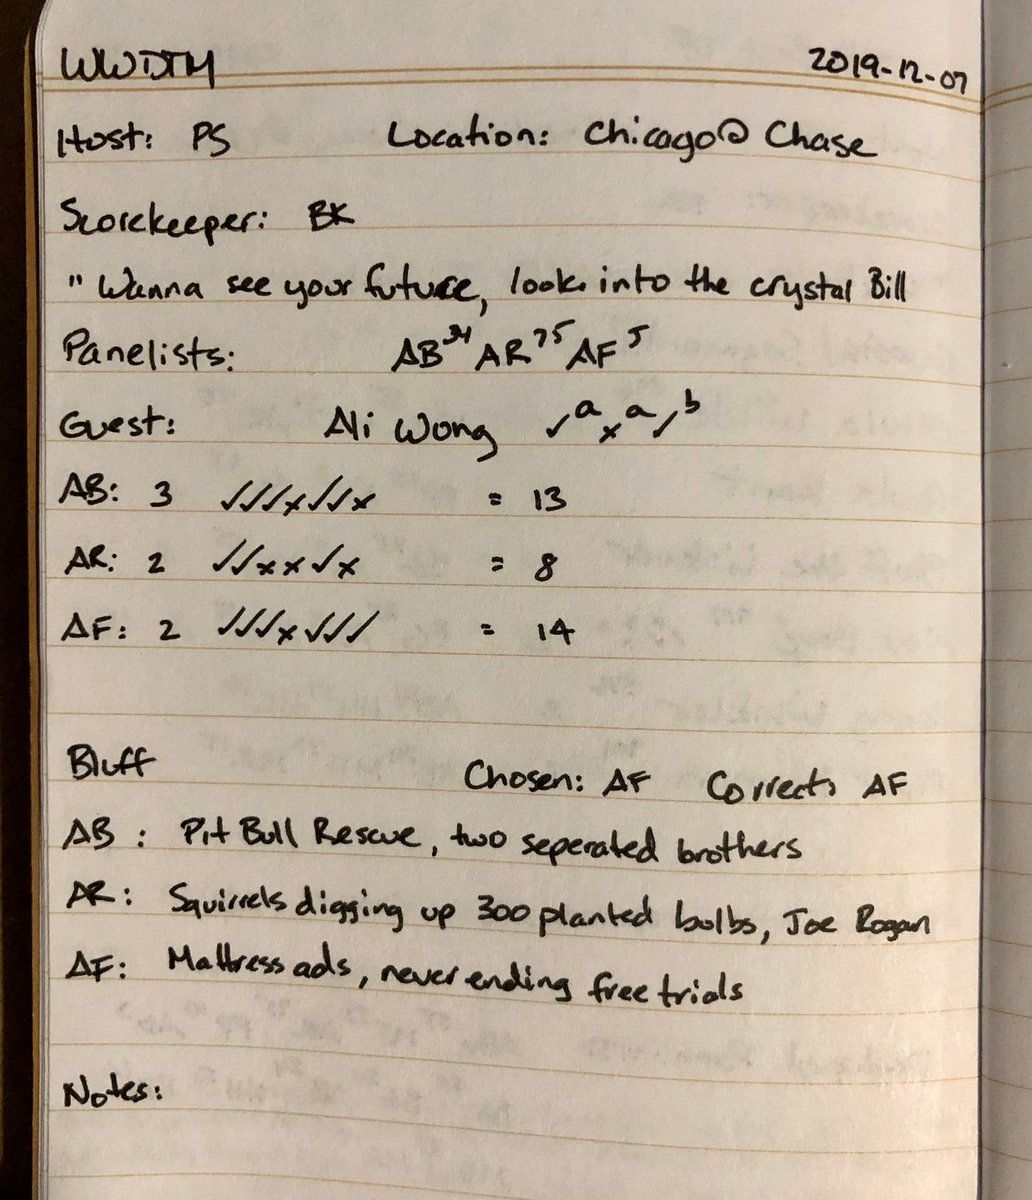 WWDTM 2019-12-07
Host: PS Location: Chicago @ Chase
Scorekeeper: BK
" Wanna see your future, look into the crystal Bill
Panelists: AB 34 AR 75 AF 5
Guest: Ali Wong ✓a xa ✓b
AB: 3 ✓✓✓x✓✓x = 13
AR: 2 ✓✓xx✓x = 8
AF: 2 ✓✓✓x✓✓✓ = 14
Bluff Chosen: AF Correct: AF
AB : Pit Bull Rescue, two seperated brothers
AR: Squirrels digging up 300 planted bulbs, Joe Rogan
AF: Mattress ads, never ending free trials
Notes: